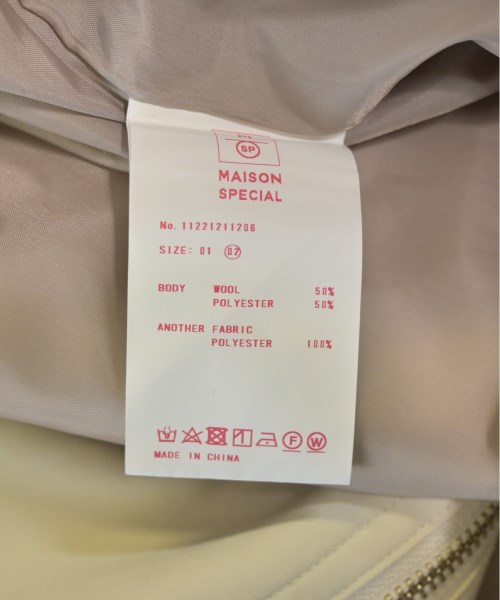 SP
MAISON
SPECIAL
No. 11221211206
SIZE: 01 02
BODY WOOL 50%
POLYESTER 50%
ANOTHER FABRIC
POLYESTER 100%
F W
MADE IN CHINA